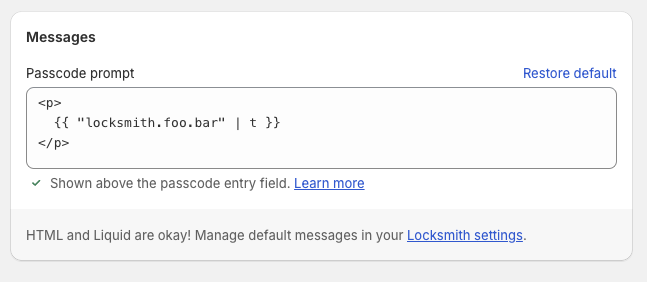 Messages
Passcode prompt Restore default
<p>
{{ "locksmith.foo.bar" | t }}
</p>
Shown above the passcode entry field. Learn more
HTML and Liquid are okay! Manage default messages in your Locksmith settings.